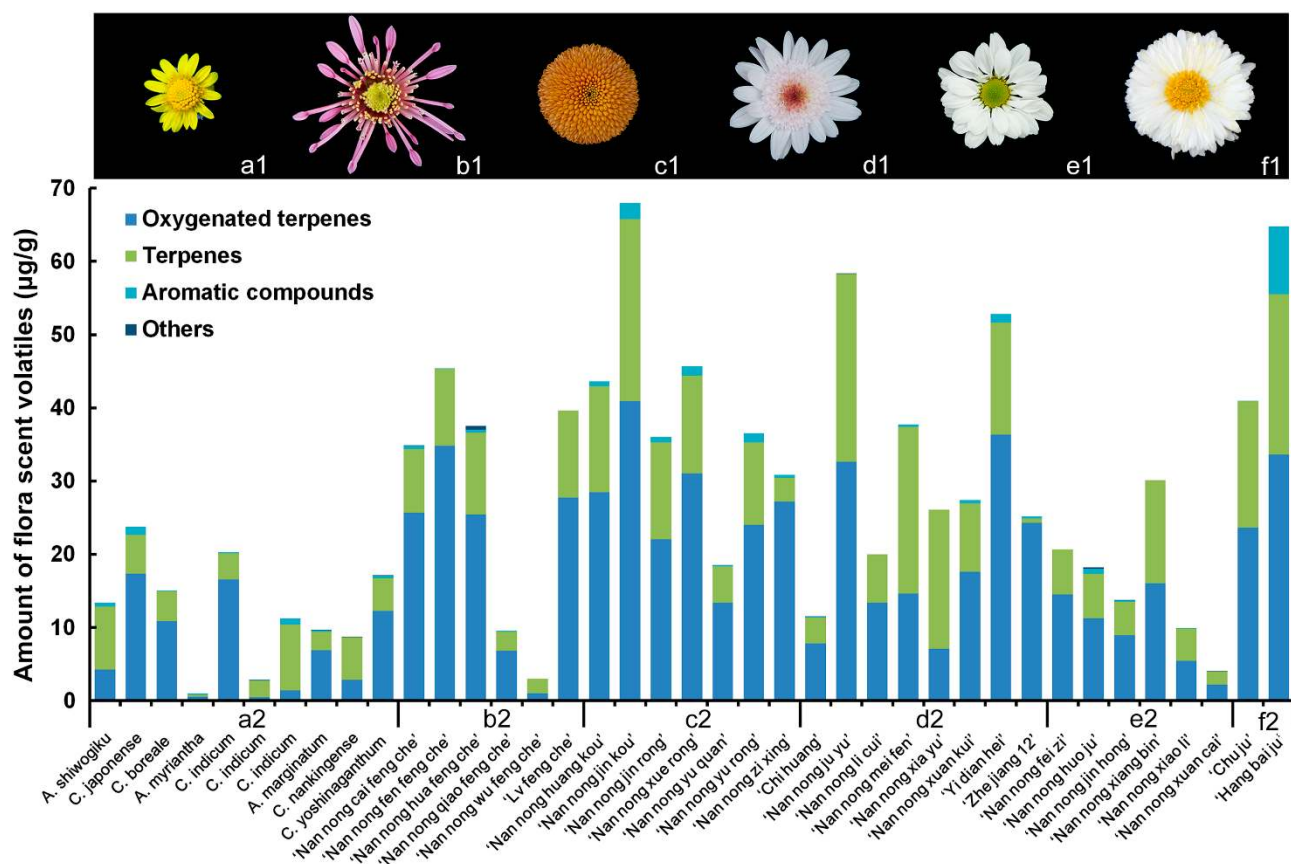 a1
b1
c1
d1
e1
f1
Amount of flora scent volatiles (µg/g)
70
60
50
40
30
20
10
0
Oxygenated terpenes
Terpenes
Aromatic compounds
Others
a2
b2
c2
d2
e2
f2
A. shiwogiku
C. japonense
C. boreale
A. myriantha
C. indicum
C. indicum
C. indicum
A. marginatum
C. nankingense
C. yoshinaganthum
'Nan nong cai feng che'
'Nan nong fen feng che'
'Nan nong hua feng che'
'Nan nong qiao feng che'
'Nan nong wu feng che'
'Lv feng che'
'Nan nong huang kou'
'Nan nong jin kou'
'Nan nong jin rong'
'Nan nong xue rong'
'Nan nong yu quan'
'Nan nong yu rong'
'Nan nong zi xing'
'Chi huang'
'Nan nong ju yu'
'Nan nong li cui'
'Nan nong mei fen'
'Nan nong xia yu'
'Nan nong xuan kui'
'Yi dian hei'
'Zhe jiang 12'
'Nan nong fei zi'
'Nan nong huo ju'
'Nan nong jin hong'
'Nan nong xiang bin'
'Nan nong xiao li'
'Nan nong xuan cai'
'Chu ju'
'Hang bai ju'